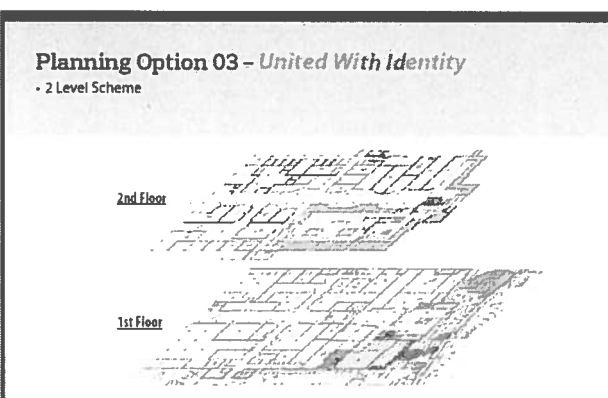 Planning Option 03 – United With Identity
• 2 Level Scheme
2nd Floor
1st Floor